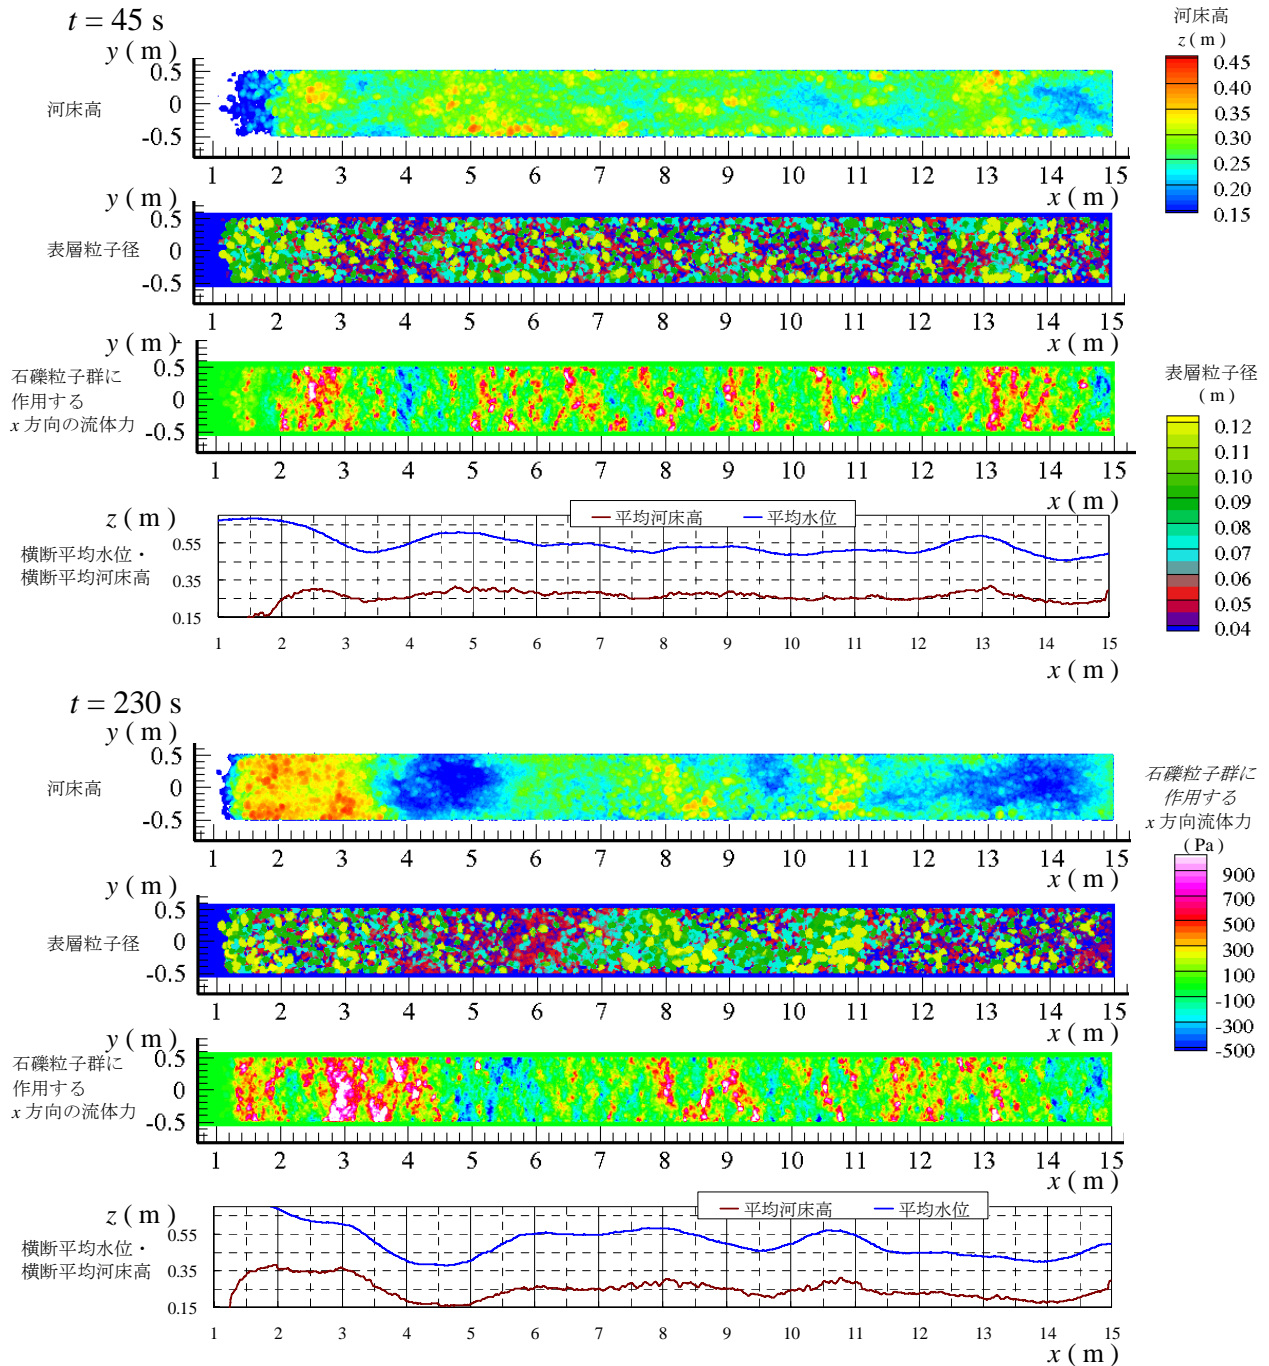 t = 45 s
y ( m )
河床高
0.5
0
-0.5
1 2 3 4 5 6 7 8 9 10 11 12 13 14 15
x ( m )
河床高
z ( m )
0.45
0.40
0.35
0.30
0.25
0.20
0.15
y ( m )
表層粒子径
0.5
0
-0.5
1 2 3 4 5 6 7 8 9 10 11 12 13 14 15
x ( m )
y ( m )
石礫粒子群に
作用する
x 方向の流体力
0.5
0
-0.5
1 2 3 4 5 6 7 8 9 10 11 12 13 14 15
x ( m )
表層粒子径
( m )
0.12
0.11
0.10
0.09
0.08
0.07
0.06
0.05
0.04
z ( m )
横断平均水位・
横断平均河床高
0.55
0.35
0.15
平均河床高 平均水位
1 2 3 4 5 6 7 8 9 10 11 12 13 14 15
x ( m )
t = 230 s
y ( m )
河床高
0.5
0
-0.5
1 2 3 4 5 6 7 8 9 10 11 12 13 14 15
x ( m )
石礫粒子群に
作用する
x 方向流体力
( Pa )
900
700
500
300
100
-100
-300
-500
y ( m )
表層粒子径
0.5
0
-0.5
1 2 3 4 5 6 7 8 9 10 11 12 13 14 15
x ( m )
y ( m )
石礫粒子群に
作用する
x 方向の流体力
0.5
0
-0.5
1 2 3 4 5 6 7 8 9 10 11 12 13 14 15
x ( m )
z ( m )
横断平均水位・
横断平均河床高
0.55
0.35
0.15
平均河床高 平均水位
1 2 3 4 5 6 7 8 9 10 11 12 13 14 15
x ( m )